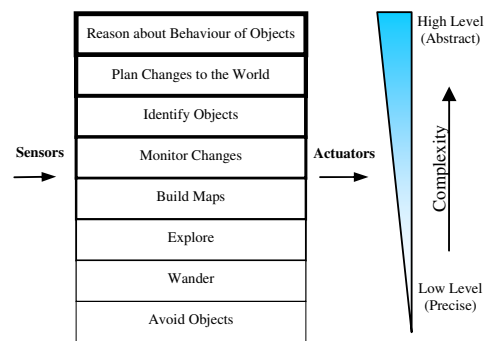 Reason about Behaviour of Objects
Plan Changes to the World
Identify Objects
Monitor Changes
Build Maps
Explore
Wander
Avoid Objects
Sensors
Actuators
High Level
(Abstract)
Complexity
Low Level
(Precise)